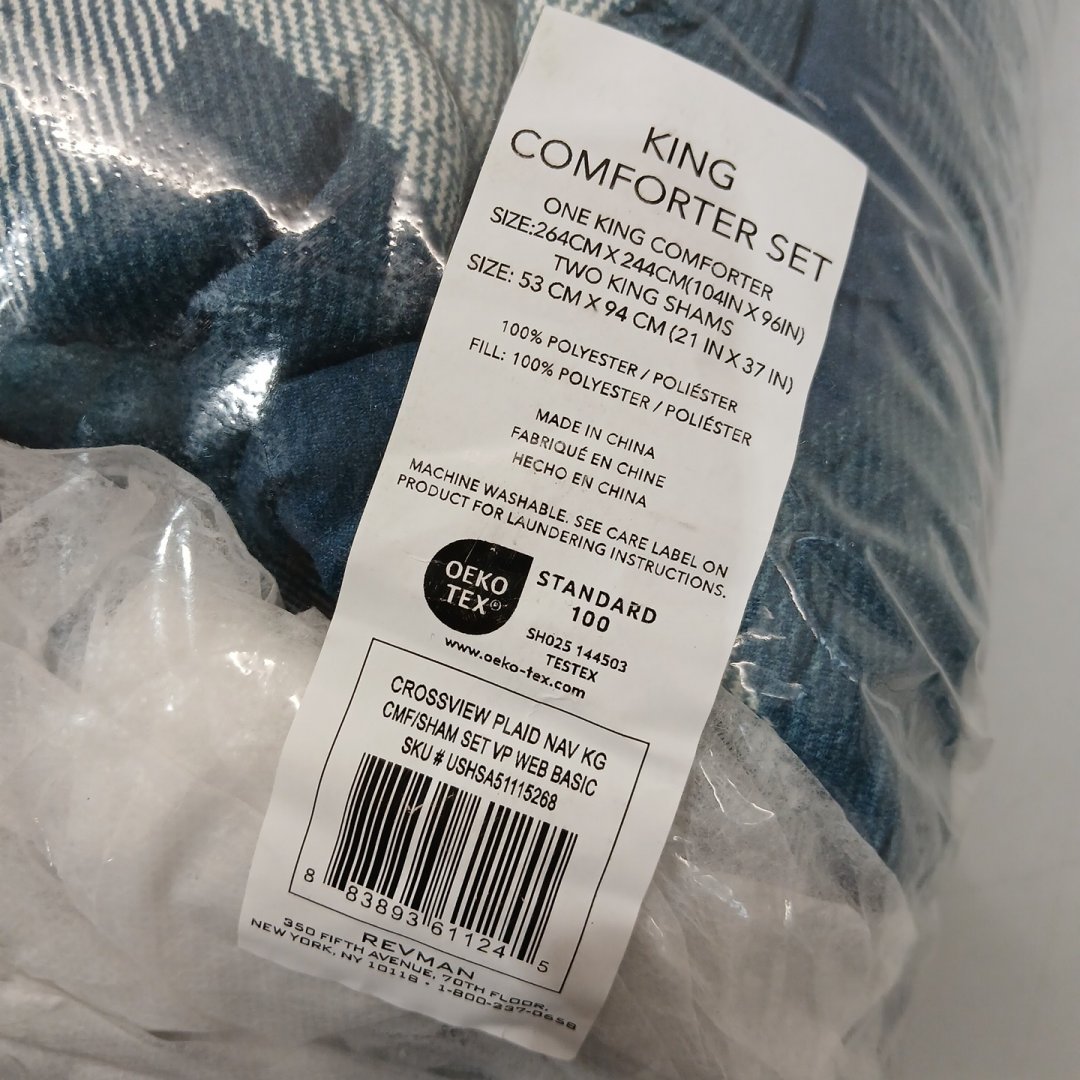 KING
COMFORTER SET
ONE KING COMFORTER
SIZE:264CM X 244CM(104IN X 96IN)
TWO KING SHAMS
SIZE: 53 CM X 94 CM (21 IN X 37 IN)
100% POLYESTER / POLIÉSTER
FILL: 100% POLYESTER / POLIÉSTER
MADE IN CHINA
FABRIQUÉ EN CHINE
HECHO EN CHINA
MACHINE WASHABLE. SEE CARE LABEL ON
PRODUCT FOR LAUNDERING INSTRUCTIONS.
OEKO
TEX®
STANDARD
100
SH025 144503
TESTEX
www.oeko-tex.com
CROSSVIEW PLAID NAV KG
CMF/SHAM SET VP WEB BASIC
SKU # USHSA51115268
8 83893 61124 5
REVMAN
350 FIFTH AVENUE, 70TH FLOOR,
NEW YORK, NY 10118 • 1-800-237-0658